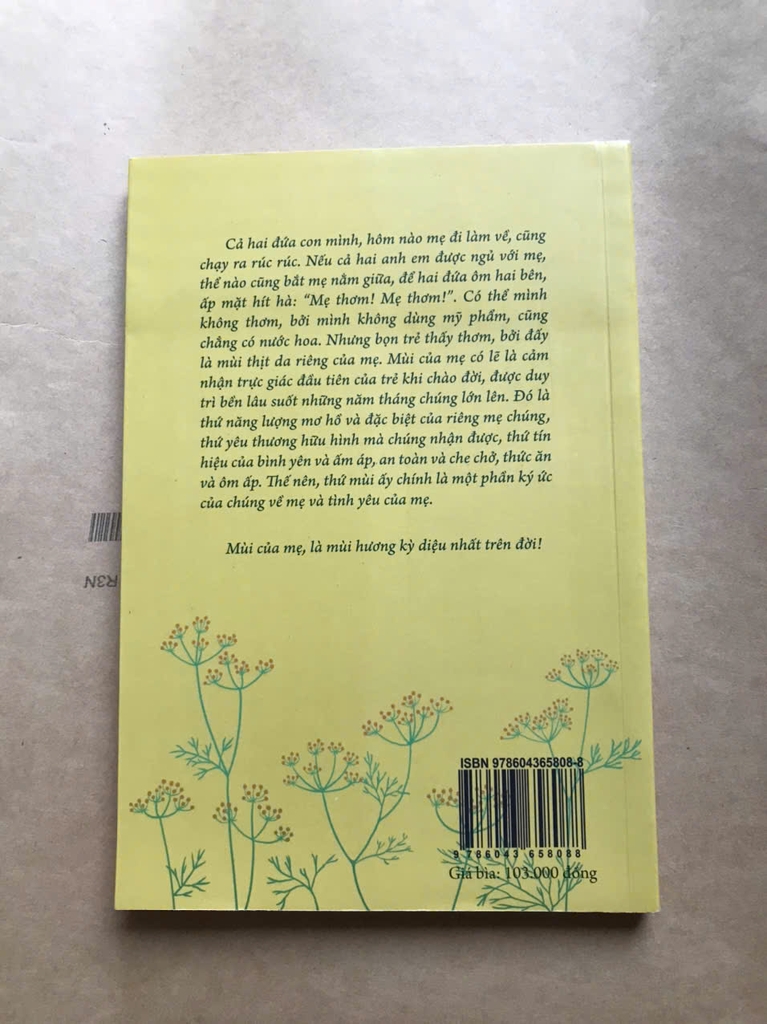 Cả hai đứa con mình, hôm nào mẹ đi làm về, cũng
chạy ra rúc rúc. Nếu cả hai anh em được ngủ với mẹ,
thể nào cũng bắt mẹ nằm giữa, để hai đứa ôm hai bên,
ấp mặt hít hà: “Mẹ thơm! Mẹ thơm!”. Có thể mình
không thơm, bởi mình không dùng mỹ phẩm, cũng
chẳng có nước hoa. Nhưng bọn trẻ thấy thơm, bởi đấy
là mùi thịt da riêng của mẹ. Mùi của mẹ có lẽ là cảm
nhận trực giác đầu tiên của trẻ khi chào đời, được duy
trì bền lâu suốt những năm tháng chúng lớn lên. Đó là
thứ năng lượng mơ hồ và đặc biệt của riêng mẹ chúng,
thứ yêu thương hữu hình mà chúng nhận được, thứ tín
hiệu của bình yên và ấm áp, an toàn và che chở, thức ăn
và ôm ấp. Thế nên, thứ mùi ấy chính là một phần ký ức
của chúng về mẹ và tình yêu của mẹ.
Mùi của mẹ, là mùi hương kỳ diệu nhất trên đời!
R3N
ISBN 978604365808-8
9 786043 658088
Giá bìa: 103.000 đồng